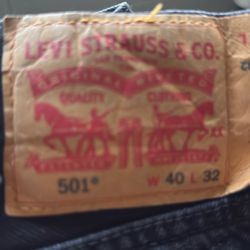 LEVI STRAUSS & CO.
ORIGINAL RIVETED
QUALITY CLOTHING
501® W 40 L 32